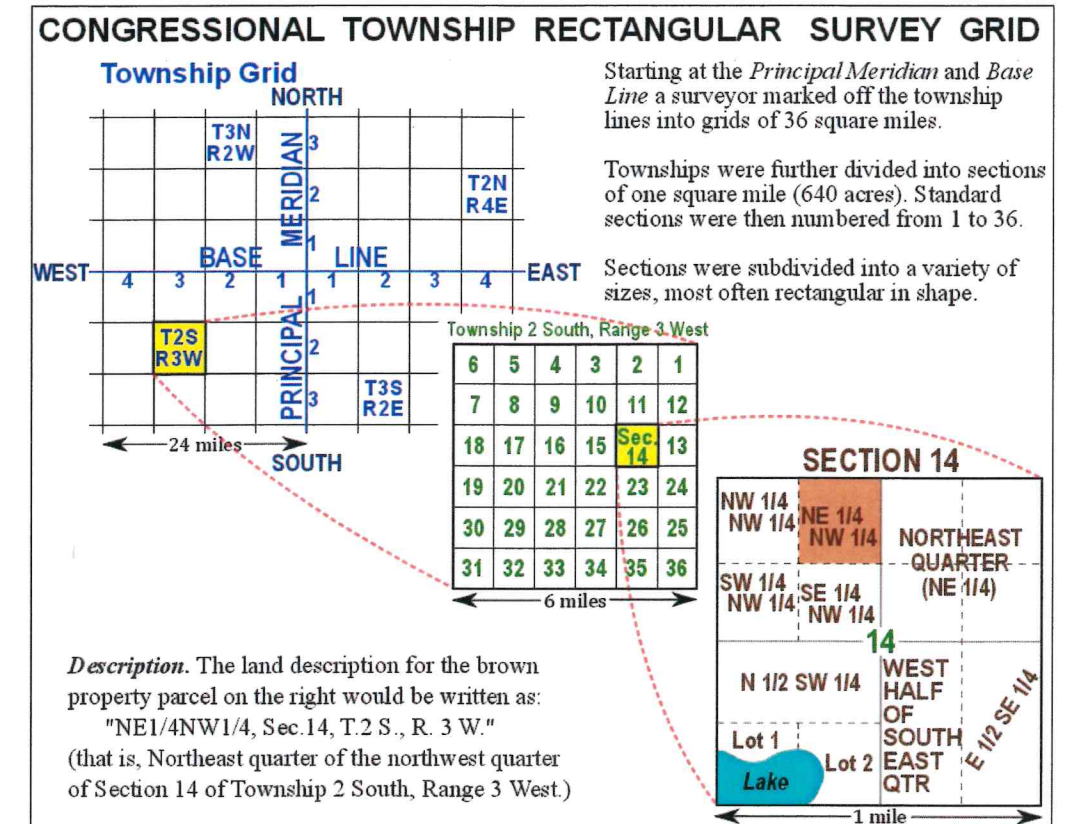 CONGRESSIONAL TOWNSHIP RECTANGULAR SURVEY GRID
Township Grid
NORTH
T3N
R2W
MERIDIAN
3
2
1
T2N
R4E
BASE LINE
WEST
4 3 2 1 1 2 3 4
EAST
T2S
R3W
PRINCIPAL
1
2
3
T3S
R2E
24 miles
SOUTH
Starting at the Principal Meridian and Base
Line a surveyor marked off the township
lines into grids of 36 square miles.
Townships were further divided into sections
of one square mile (640 acres). Standard
sections were then numbered from 1 to 36.
Sections were subdivided into a variety of
sizes, most often rectangular in shape.
Township 2 South, Range 3 West
6 5 4 3 2 1
7 8 9 10 11 12
18 17 16 15 Sec. 14 13
19 20 21 22 23 24
30 29 28 27 26 25
31 32 33 34 35 36
6 miles
SECTION 14
NW 1/4
NW 1/4
NE 1/4
NW 1/4
NORTHEAST
QUARTER
(NE 1/4)
SW 1/4
NW 1/4
SE 1/4
NW 1/4
14
N 1/2 SW 1/4
WEST
HALF
OF
SOUTH
EAST
QTR
E 1/2 SE 1/4
Lot 1
Lot 2
Lake
1 mile
Description. The land description for the brown
property parcel on the right would be written as:
"NE1/4NW1/4, Sec.14, T.2 S., R. 3 W."
(that is, Northeast quarter of the northwest quarter
of Section 14 of Township 2 South, Range 3 West.)